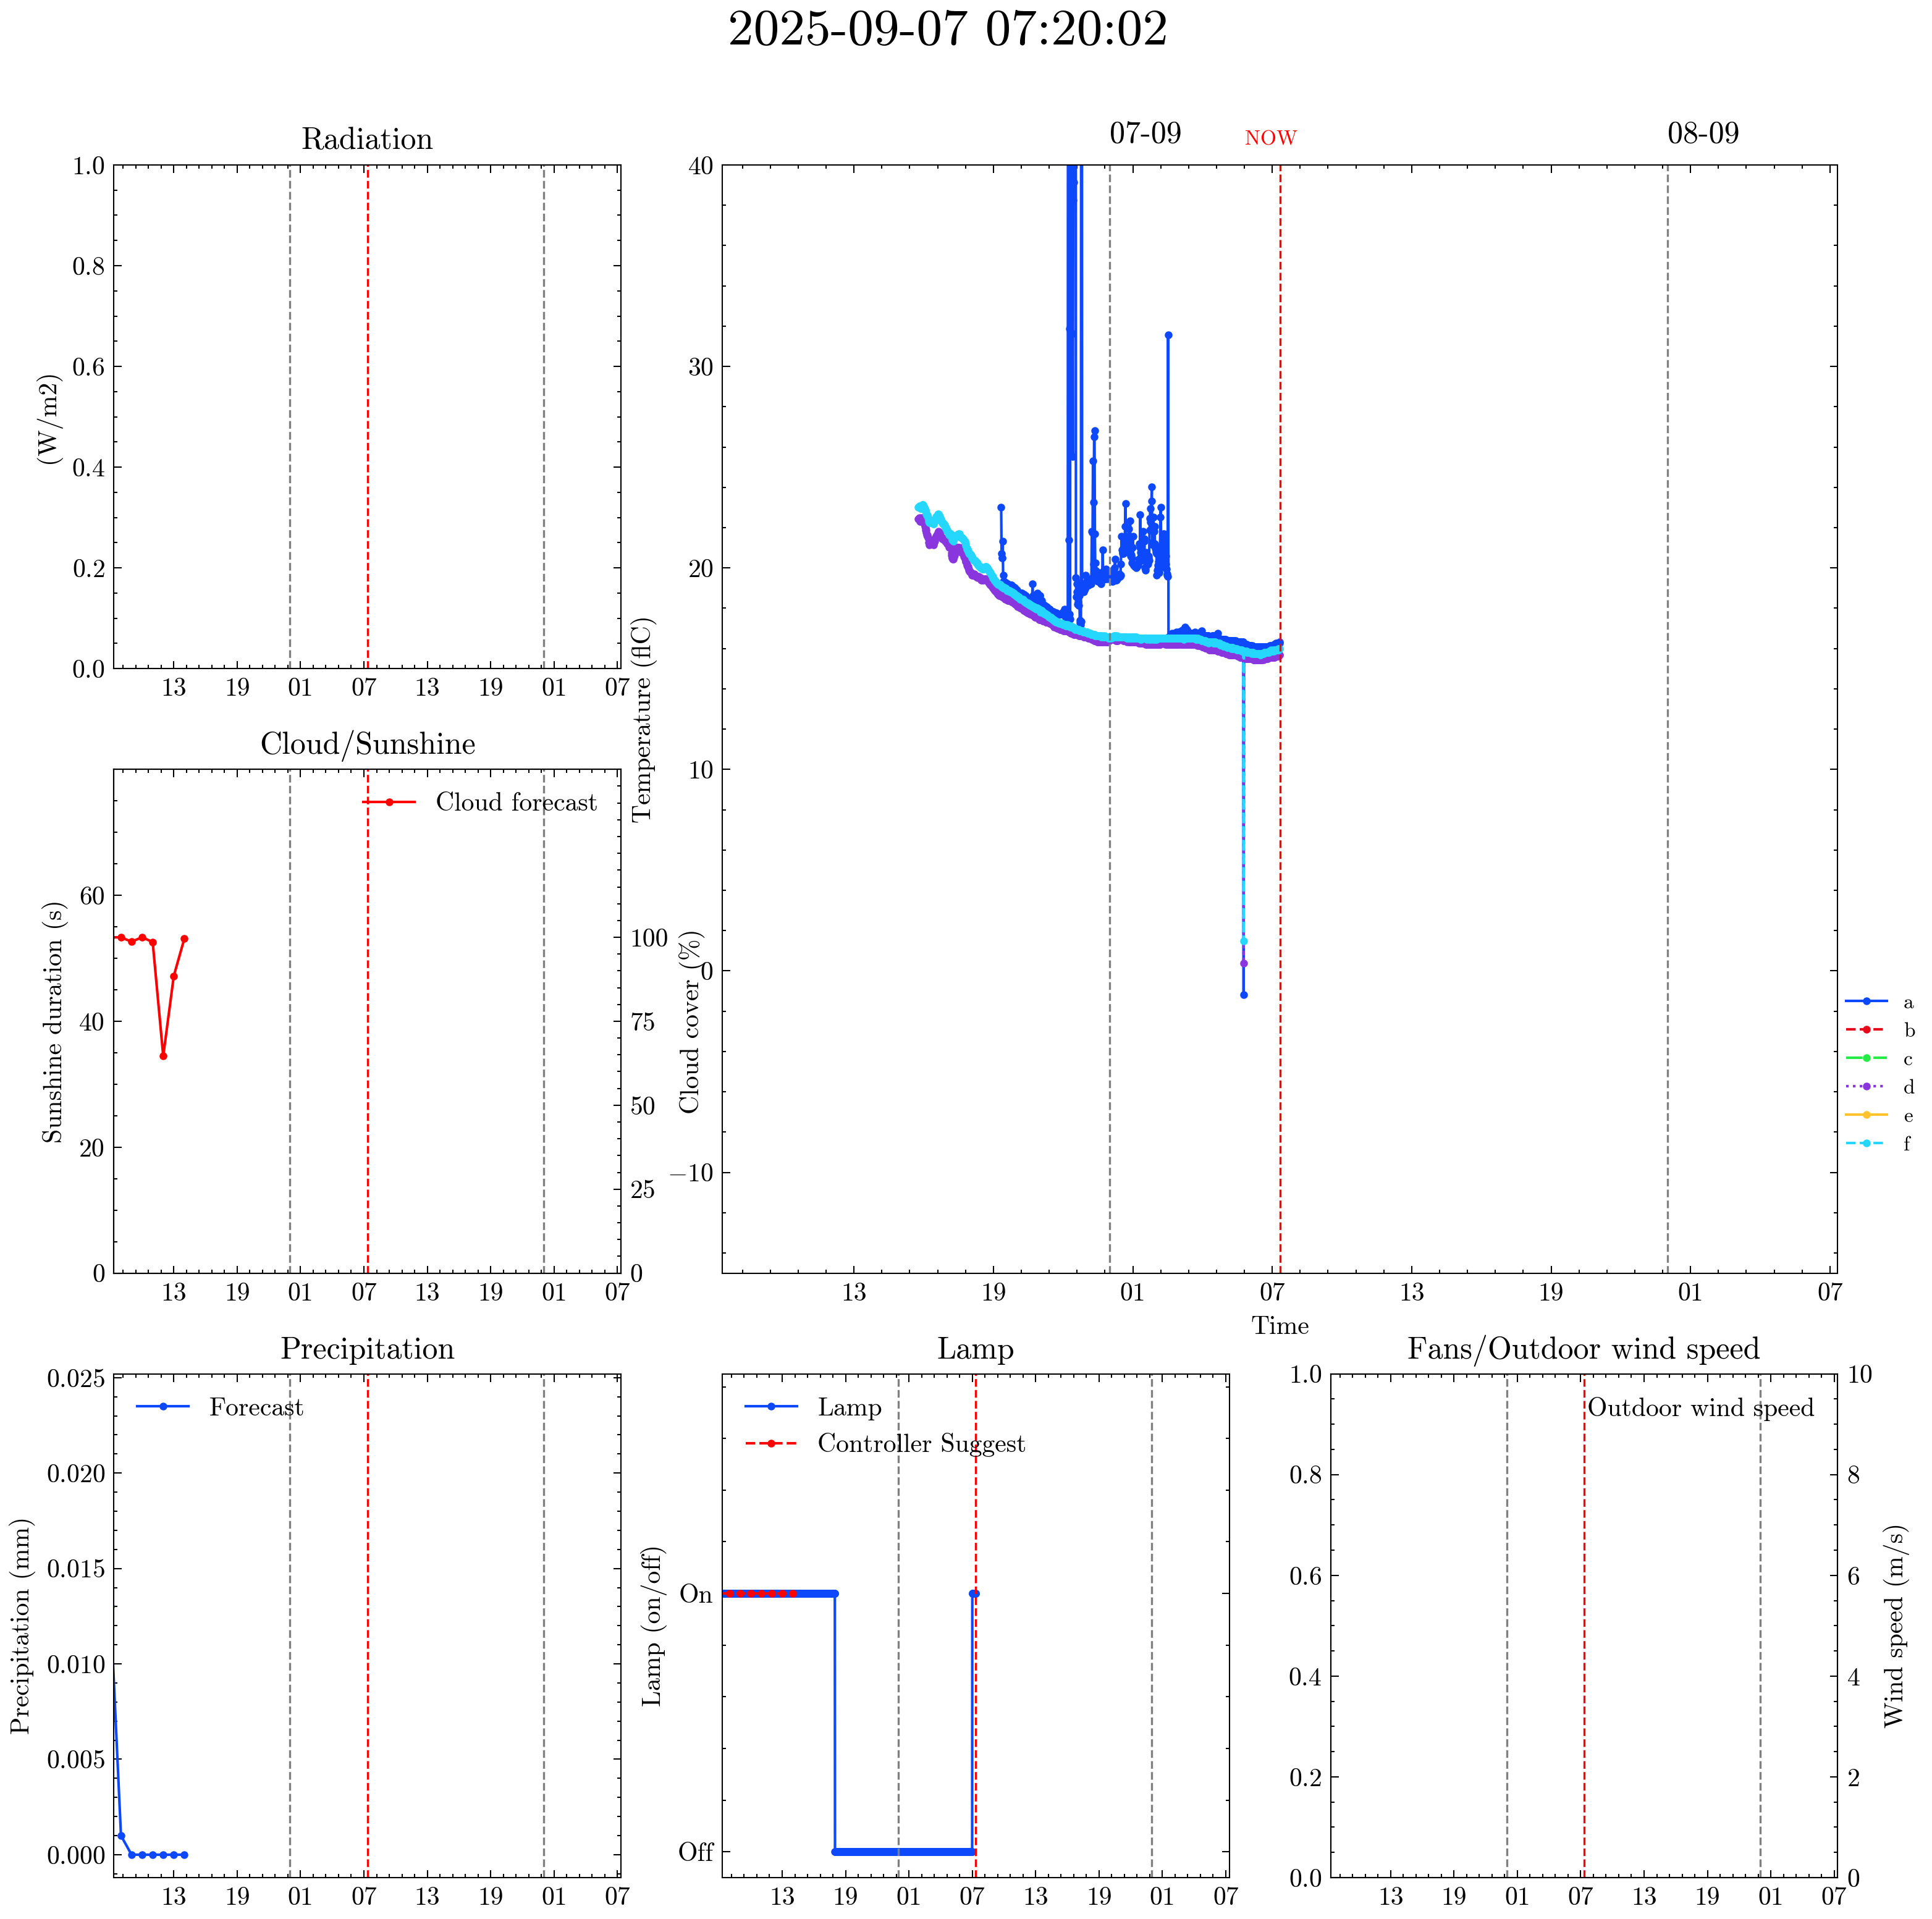 2025-09-07 07:20:02
Radiation
(W/m2)
1.0
0.8
0.6
0.4
0.2
0.0
13 19 01 07 13 19 01 07
07-09 NOW 08-09
Temperature (flC)
40
30
20
10
0
−10
13 19 01 07 13 19 01 07
Time
a
b
c
d
e
f
Cloud/Sunshine
Cloud forecast
Sunshine duration (s)
60
40
20
0
Cloud cover (%)
100
75
50
25
0
13 19 01 07 13 19 01 07
Precipitation
Forecast
Precipitation (mm)
0.025
0.020
0.015
0.010
0.005
0.000
13 19 01 07 13 19 01 07
Lamp
Lamp
Controller Suggest
Lamp (on/off)
On
Off
13 19 01 07 13 19 01 07
Fans/Outdoor wind speed
Outdoor wind speed
1.0
0.8
0.6
0.4
0.2
0.0
10
8
6
4
2
0
Wind speed (m/s)
13 19 01 07 13 19 01 07